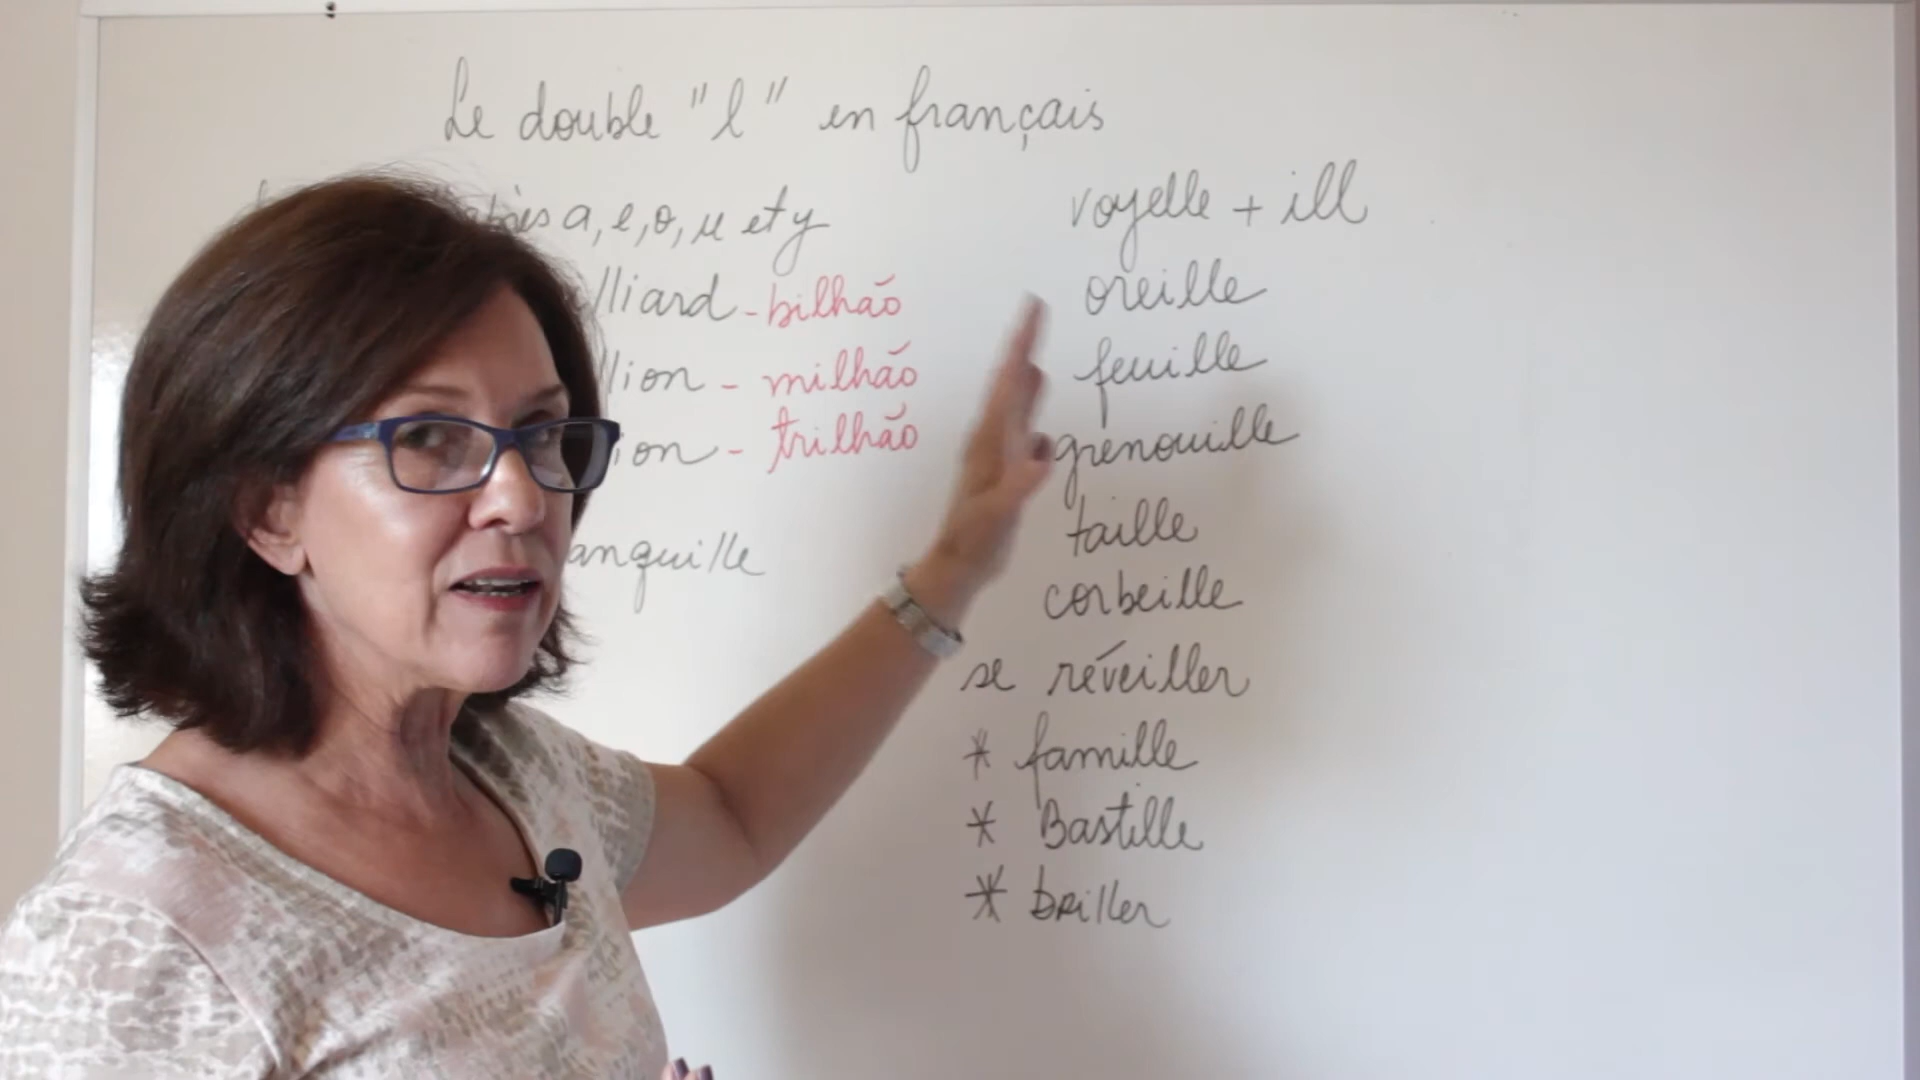 Le double "l" en français
a, e, o, u et y
lliard - bilhão
llion - milhão
ion - trilhão
anquille
voyelle + ill
oreille
feuille
grenouille
taille
corbeille
se réveiller
* famille
* Bastille
* briller